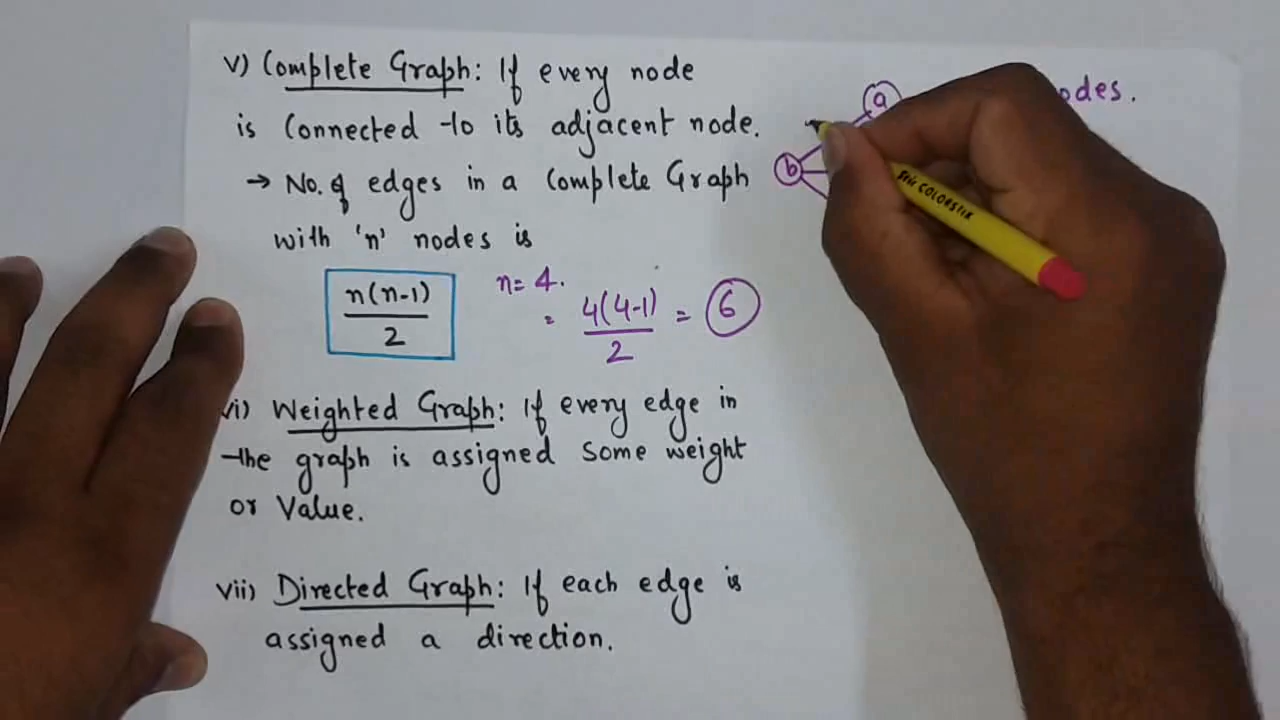 v) Complete Graph: If every node
is Connected to its adjacent node.
→ No. of edges in a Complete Graph
with 'n' nodes is
n(n-1)
2
n = 4.
= 4(4-1) = 6
2
vi) Weighted Graph: If every edge in
the graph is assigned some weight
or Value.
vii) Directed Graph: If each edge is
assigned a direction.
a
odes.
b
COLORSTIX